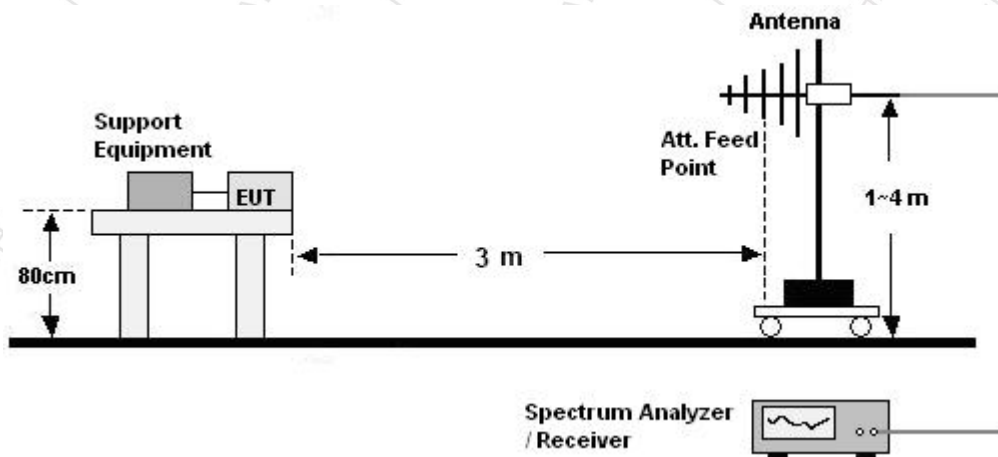 Antenna
Support
Equipment
EUT
Att. Feed
Point
1~4 m
3 m
80cm
Spectrum Analyzer
/ Receiver